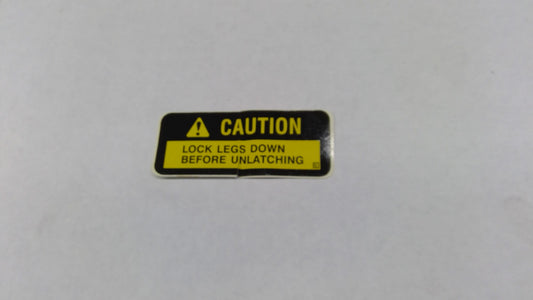 CAUTION
LOCK LEGS DOWN
BEFORE UNLATCHING